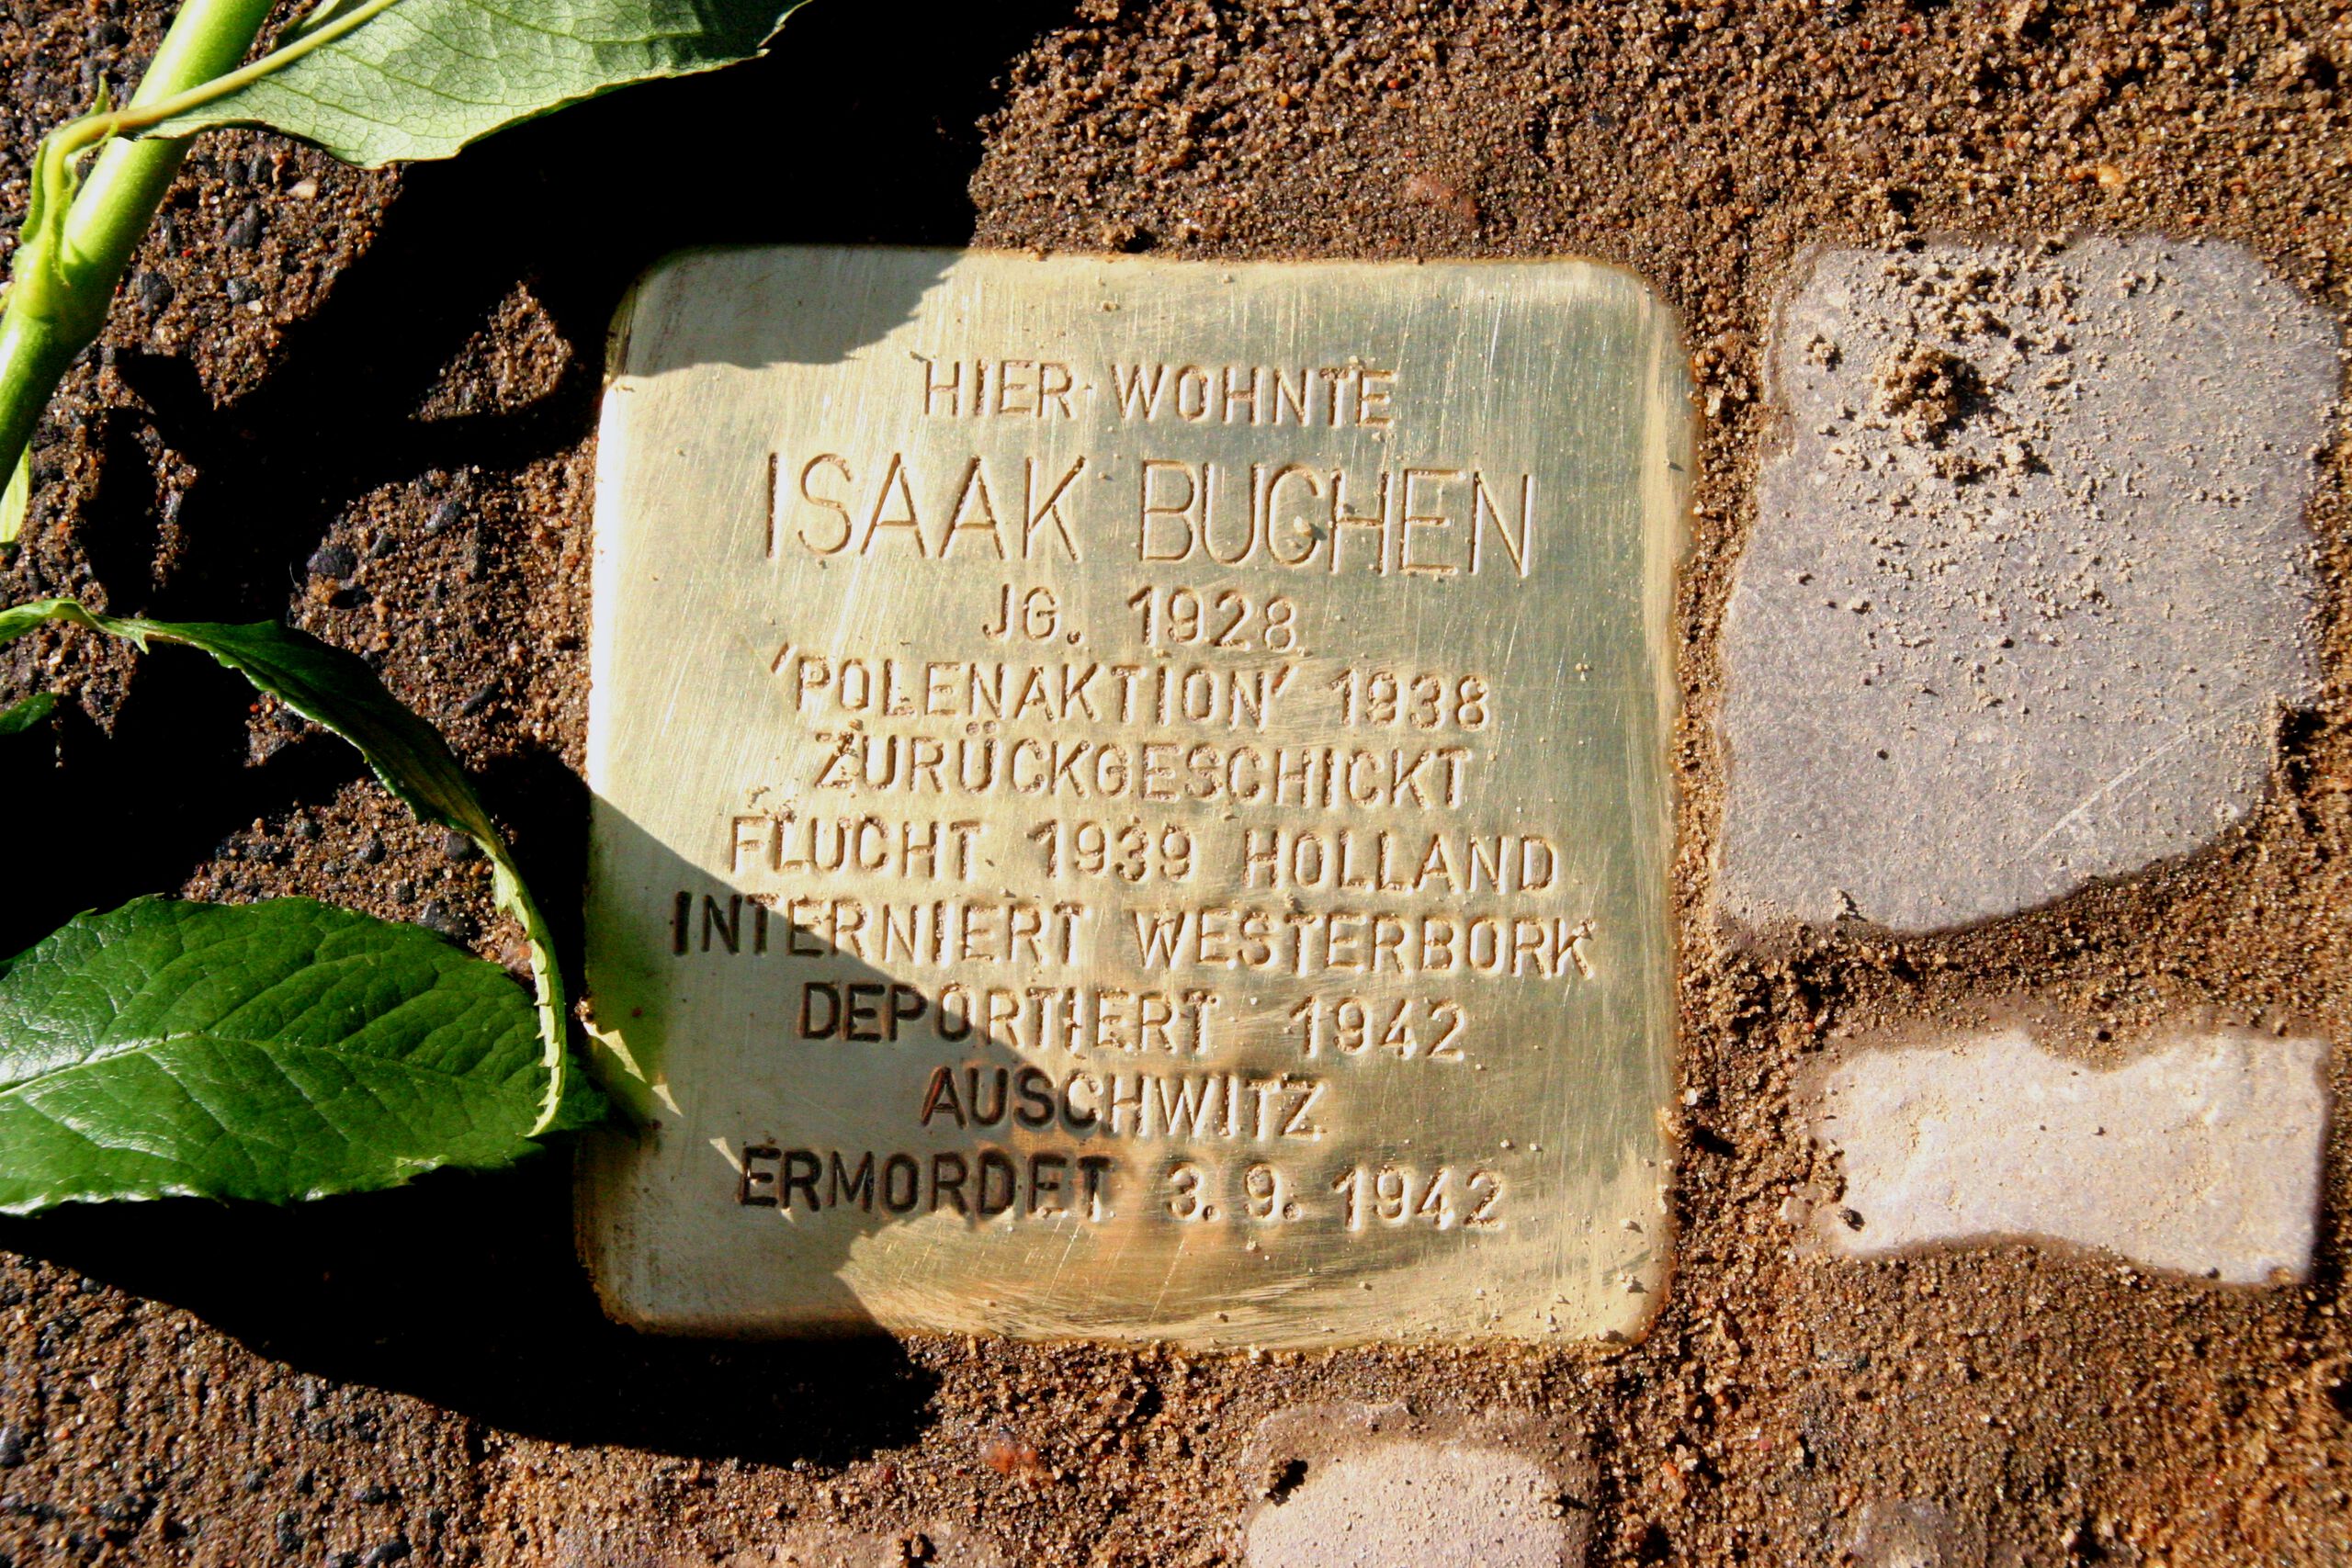 HIER WOHNTE
ISAAK BUCHEN
JG. 1928
'POLENAKTION' 1938
ZURÜCKGESCHICKT
FLUCHT 1939 HOLLAND
INTERNIERT WESTERBORK
DEPORTIERT 1942
AUSCHWITZ
ERMORDET 3.9.1942